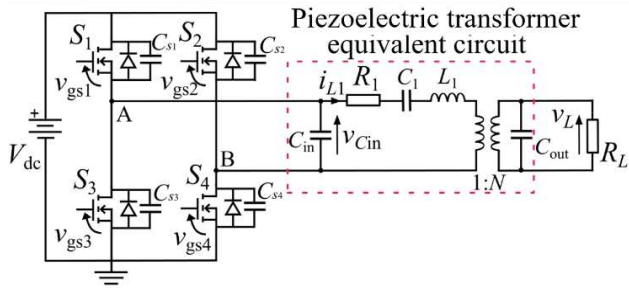 Piezoelectric transformer
equivalent circuit
S1
Cs1
S2
Cs2
vgs1
vgs2
A
iL1
R1
C1
L1
+
Vdc
Cin
vCin
vL
Cout
RL
B
1:N
S3
Cs3
S4
Cs4
vgs3
vgs4